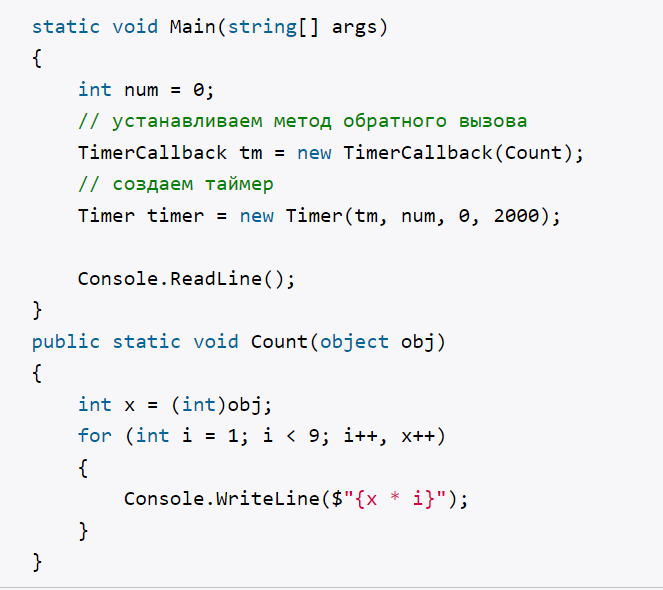 static void Main(string[] args)
{
    int num = 0;
    // устанавливаем метод обратного вызова
    TimerCallback tm = new TimerCallback(Count);
    // создаем таймер
    Timer timer = new Timer(tm, num, 0, 2000);

    Console.ReadLine();
}
public static void Count(object obj)
{
    int x = (int)obj;
    for (int i = 1; i < 9; i++, x++)
    {
        Console.WriteLine($"{x * i}");
    }
}